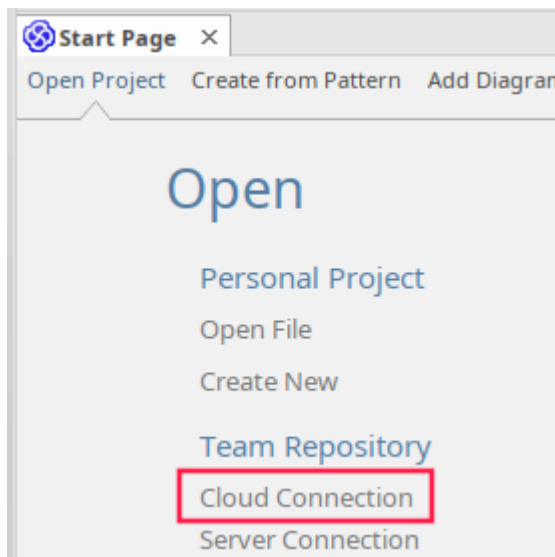 Start Page ×
Open Project Create from Pattern Add
Open
Personal Project
Open File
Create New
Team Repository
Cloud Connection
Server Connection